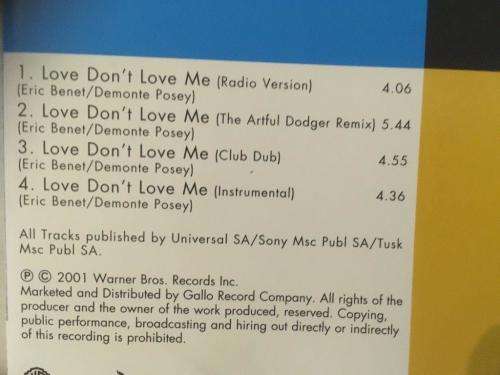 1. Love Don't Love Me (Radio Version) 4.06
(Eric Benet/Demonte Posey)
2. Love Don't Love Me (The Artful Dodger Remix) 5.44
(Eric Benet/Demonte Posey)
3. Love Don't Love Me (Club Dub) 4.55
(Eric Benet/Demonte Posey)
4. Love Don't Love Me (Instrumental) 4.36
(Eric Benet/Demonte Posey)
All Tracks published by Universal SA/Sony Msc Publ SA/Tusk
Msc Publ SA.
℗ © 2001 Warner Bros. Records Inc.
Marketed and Distributed by Gallo Record Company. All rights of the
producer and the owner of the work produced, reserved. Copying,
public performance, broadcasting and hiring out directly or indirectly
of this recording is prohibited.